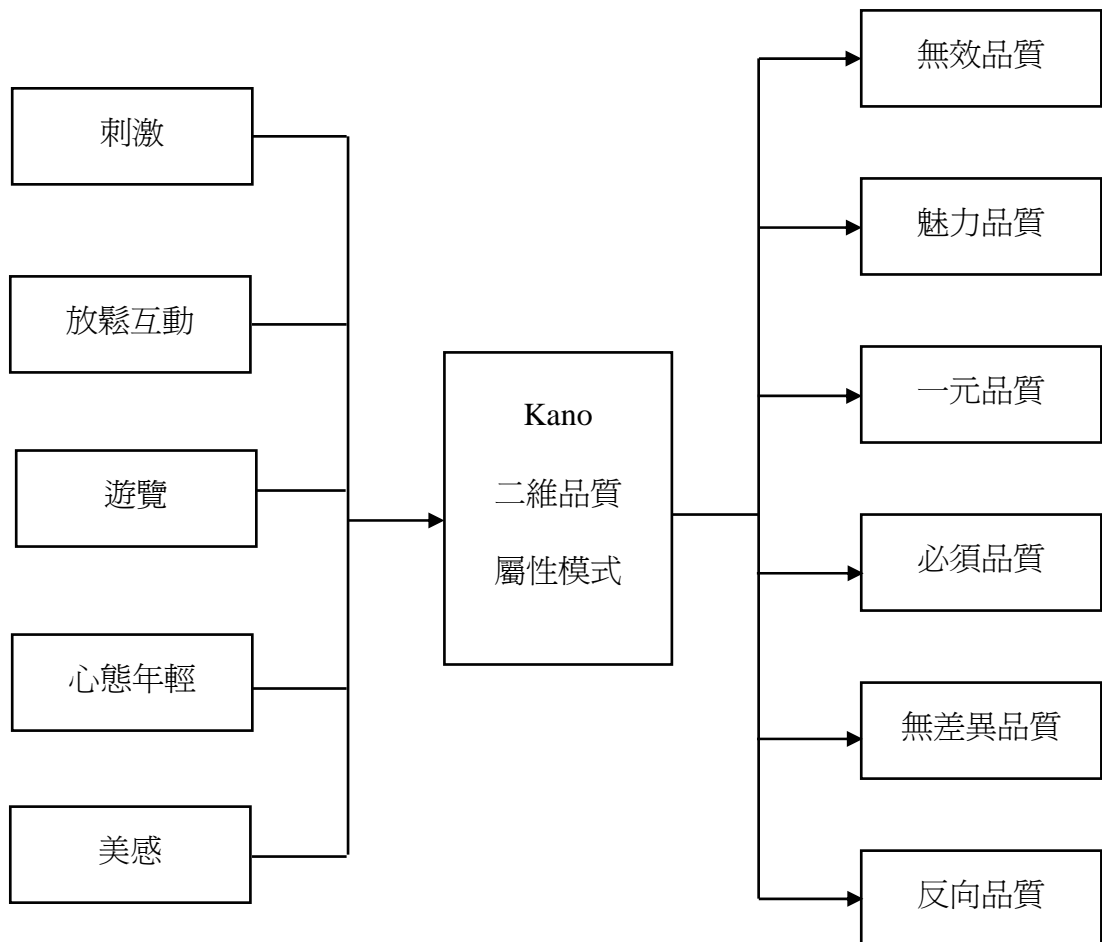 刺激
放鬆互動
遊覽
心態年輕
美感
Kano
二維品質
屬性模式
無效品質
魅力品質
一元品質
必須品質
無差異品質
反向品質